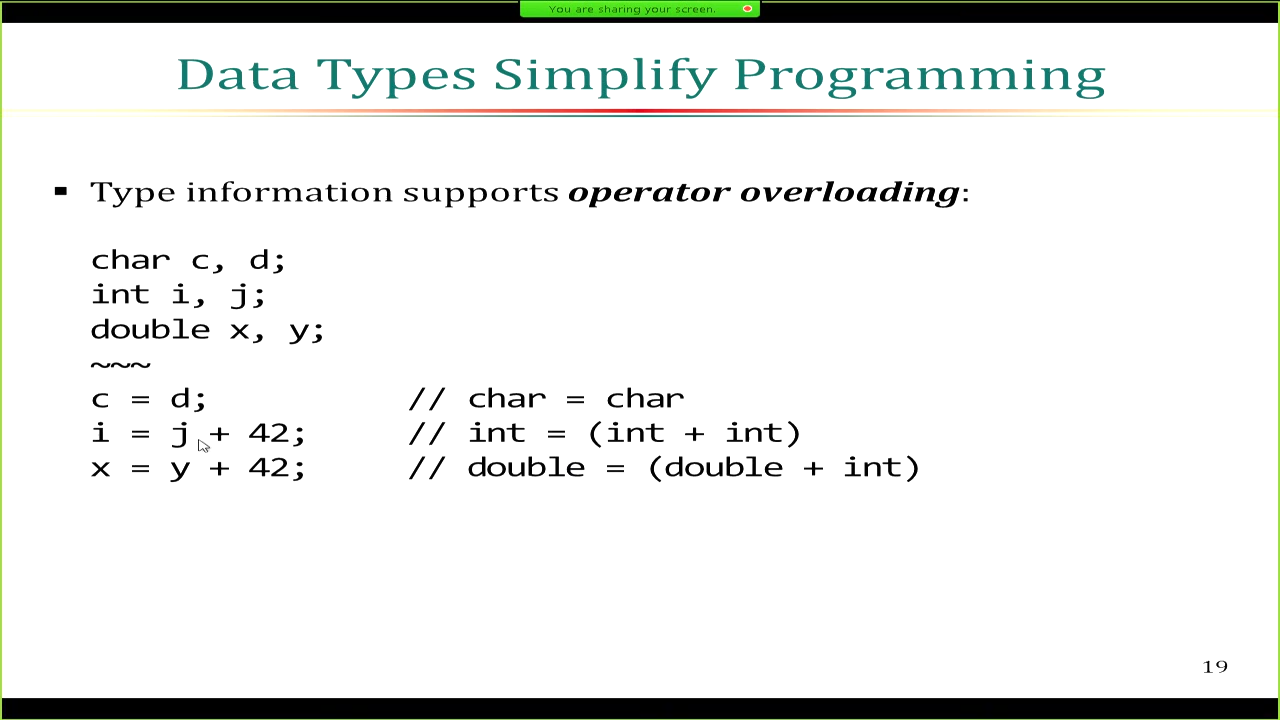 You are sharing your screen.
Data Types Simplify Programming
▪ Type information supports operator overloading:
char c, d;
int i, j;
double x, y;
~~~
c = d; // char = char
i = j + 42; // int = (int + int)
x = y + 42; // double = (double + int)
19